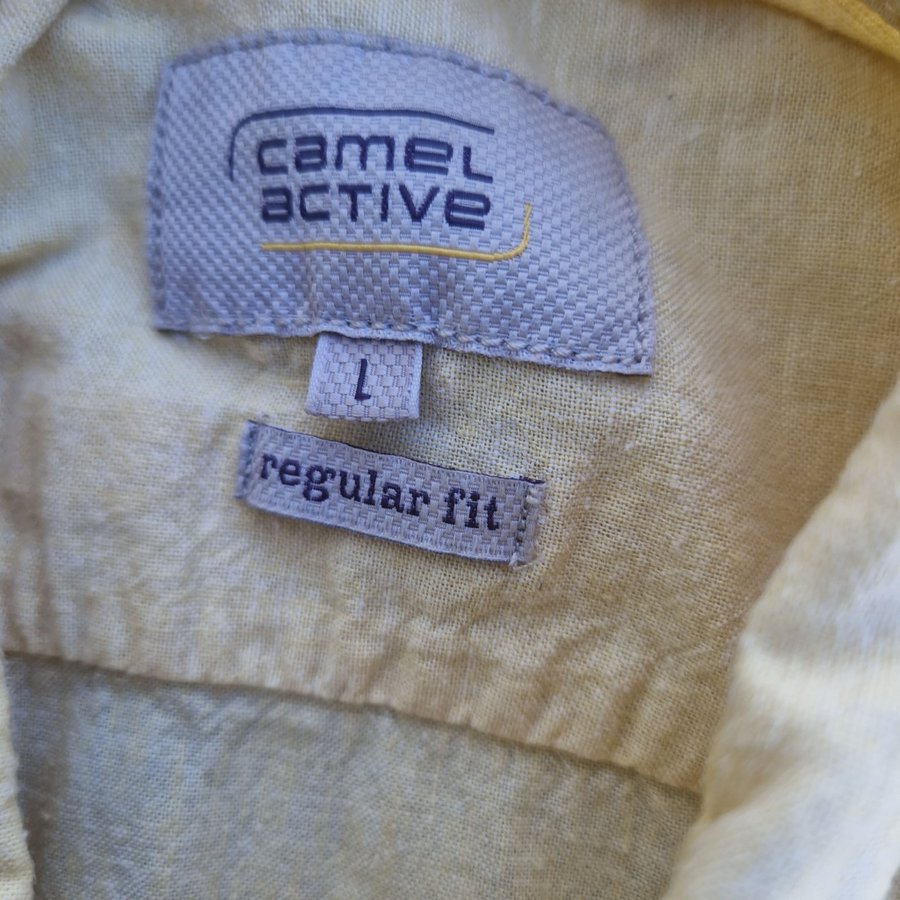 camel
active
L
regular fit